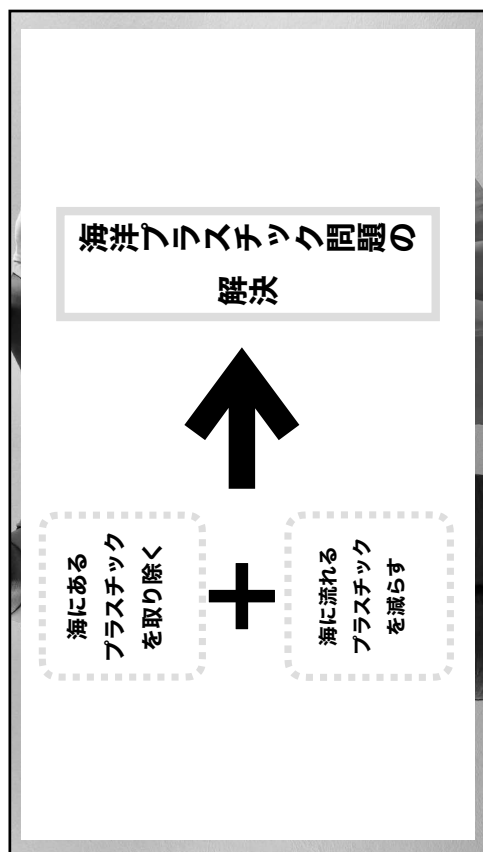 海洋プラスチック問題の
解決
海にある
プラスチック
を取り除く
+
海に流れる
プラスチック
を減らす